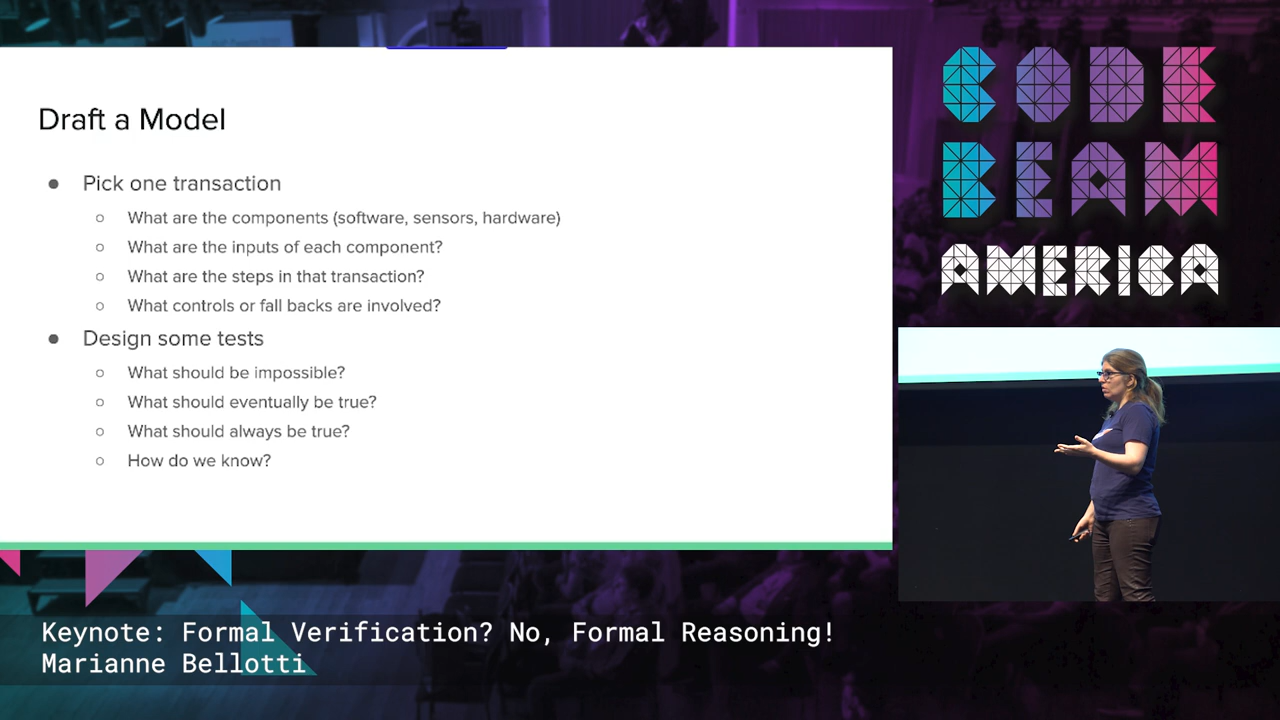 Draft a Model
● Pick one transaction
○ What are the components (software, sensors, hardware)
○ What are the inputs of each component?
○ What are the steps in that transaction?
○ What controls or fall backs are involved?
● Design some tests
○ What should be impossible?
○ What should eventually be true?
○ What should always be true?
○ How do we know?
CODE
BEAM
AMERICA
Keynote: Formal Verification? No, Formal Reasoning!
Marianne Bellotti